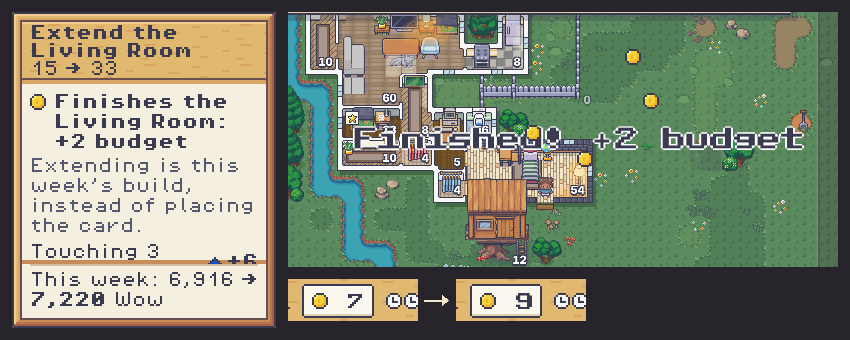 Extend the
Living Room
15 → 33
Finishes the
Living Room:
+2 budget
Extending is this
week's build,
instead of placing
the card.
Touching 3
+6
This week: 6,916 →
7,220 Wow
10
8
60
0
Finished! +2 budget
8
6
10
4
5
4
54
12
7
9